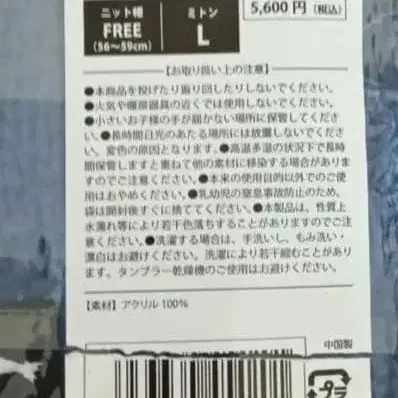 ニット帽
FREE
(56〜59cm)
ミトン
L
5,600円 (税込)
【お取り扱い上の注意】
●本商品を投げたり振り回したりしないでください。
●火気や暖房器具の近くでは使用しないでください。
●小さいお子様の手が届かない場所に保管してくださ
い。●長時間日光のあたる場所には放置しないでくださ
い。変色の原因となります。●高温多湿の状況下で長時
間保管しますと重ねて他の素材に移染する場合がありま
すのでご注意ください。●本来の使用目的以外でのご使
用はおやめください。●乳幼児の窒息事故防止のため、
袋は開封後すぐに捨ててください。●本製品は、性質上
水濡れ等により若干色落ちすることがありますのでご注
意ください。●洗濯する場合は、手洗いし、もみ洗い・
漂白はお避けください。洗濯により若干縮むことがあり
ます。タンブラー乾燥機のご使用はお避けください。
【素材】アクリル 100%
中国製
プラ